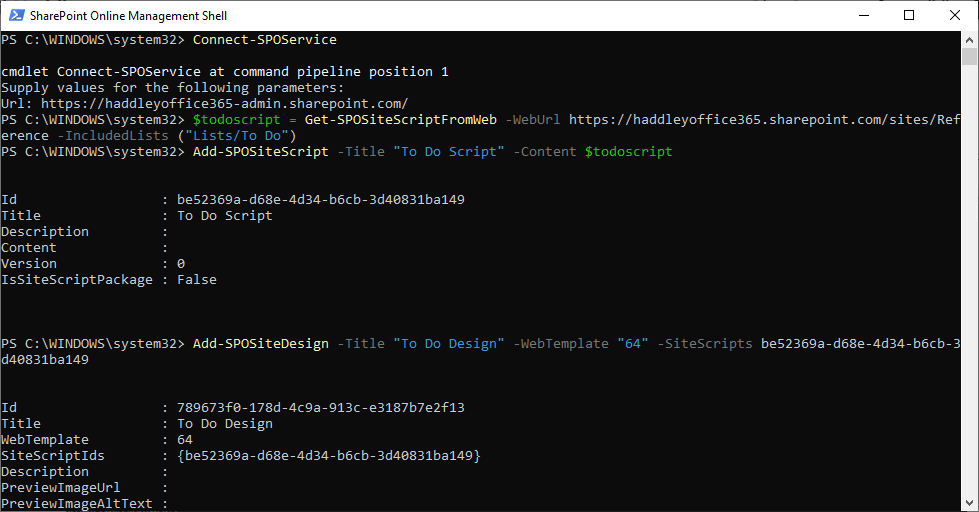 SharePoint Online Management Shell
PS C:\WINDOWS\system32> Connect-SPOService
cmdlet Connect-SPOService at command pipeline position 1
Supply values for the following parameters:
Url: https://haddleyoffice365-admin.sharepoint.com/
PS C:\WINDOWS\system32> $todoscript = Get-SPOSiteScriptFromWeb -WebUrl https://haddleyoffice365.sharepoint.com/sites/Ref
erence -IncludedLists ("Lists/To Do")
PS C:\WINDOWS\system32> Add-SPOSiteScript -Title "To Do Script" -Content $todoscript
Id                  : be52369a-d68e-4d34-b6cb-3d40831ba149
Title               : To Do Script
Description         :
Content             :
Version             : 0
IsSiteScriptPackage : False
PS C:\WINDOWS\system32> Add-SPOSiteDesign -Title "To Do Design" -WebTemplate "64" -SiteScripts be52369a-d68e-4d34-b6cb-3
d40831ba149
Id                  : 789673f0-178d-4c9a-913c-e3187b7e2f13
Title               : To Do Design
WebTemplate         : 64
SiteScriptIds       : {be52369a-d68e-4d34-b6cb-3d40831ba149}
Description         :
PreviewImageUrl     :
PreviewImageAltText :